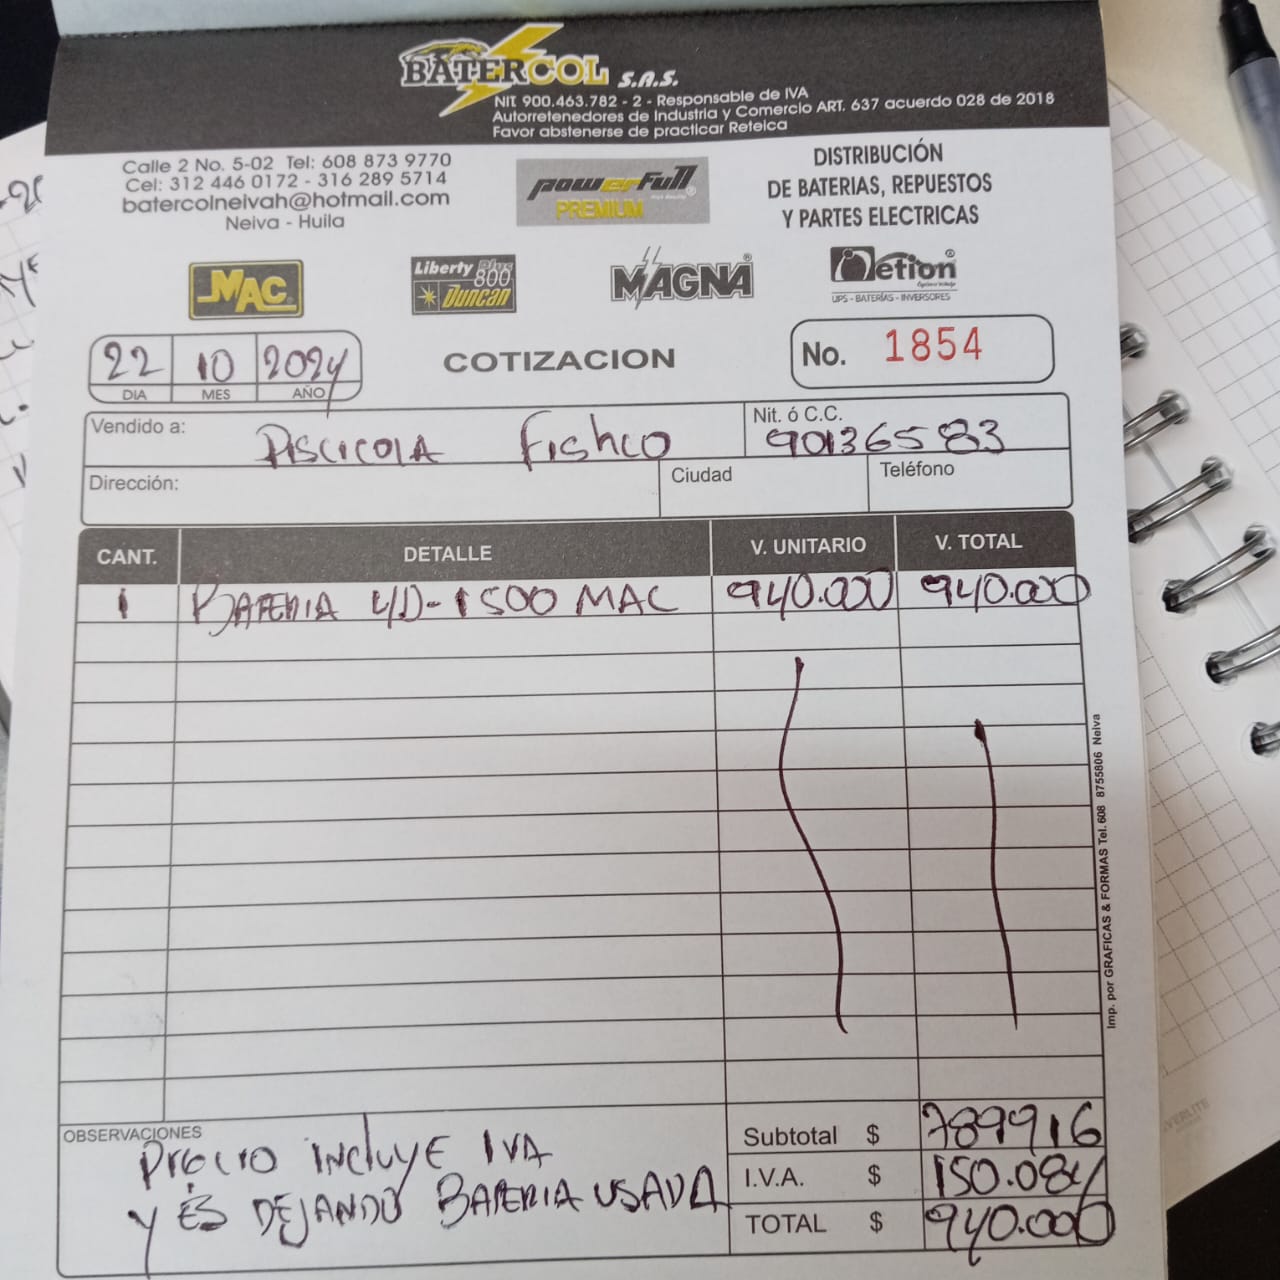 BATERCOL S.A.S.
NIT. 900.463.782 - 2 - Responsable de IVA
Autorretenedores de Industria y Comercio ART. 637 acuerdo 028 de 2018
Favor abstenerse de practicar Reteica
Calle 2 No. 5-02 Tel: 608 873 9770
Cel: 312 446 0172 - 316 289 5714
batercolneivah@hotmail.com
Neiva - Huila
powerfull
PREMIUM
DISTRIBUCIÓN
DE BATERIAS, REPUESTOS
Y PARTES ELECTRICAS
MAC
Liberty Plus
800
Duncan
MAGNA
Netion
UPS - BATERÍAS - INVERSORES
22 10 2024
DIA MES AÑO
COTIZACION
No. 1854
Vendido a: PISCICOLA FISHCO
Nit. ó C.C.
901365583
Dirección:
Ciudad
Teléfono
CANT. DETALLE V. UNITARIO V. TOTAL
1 BATERIA 4/D-1500 MAC 940.000 940.000
OBSERVACIONES
PreCIO INCLUYE IVA
Y ES DEJANDO BATERIA USADA
Subtotal $ 789916
I.V.A. $ 150.084
TOTAL $ 940.000
Imp. por GRAFICAS & FORMAS Tel. 608 8755806 Neiva